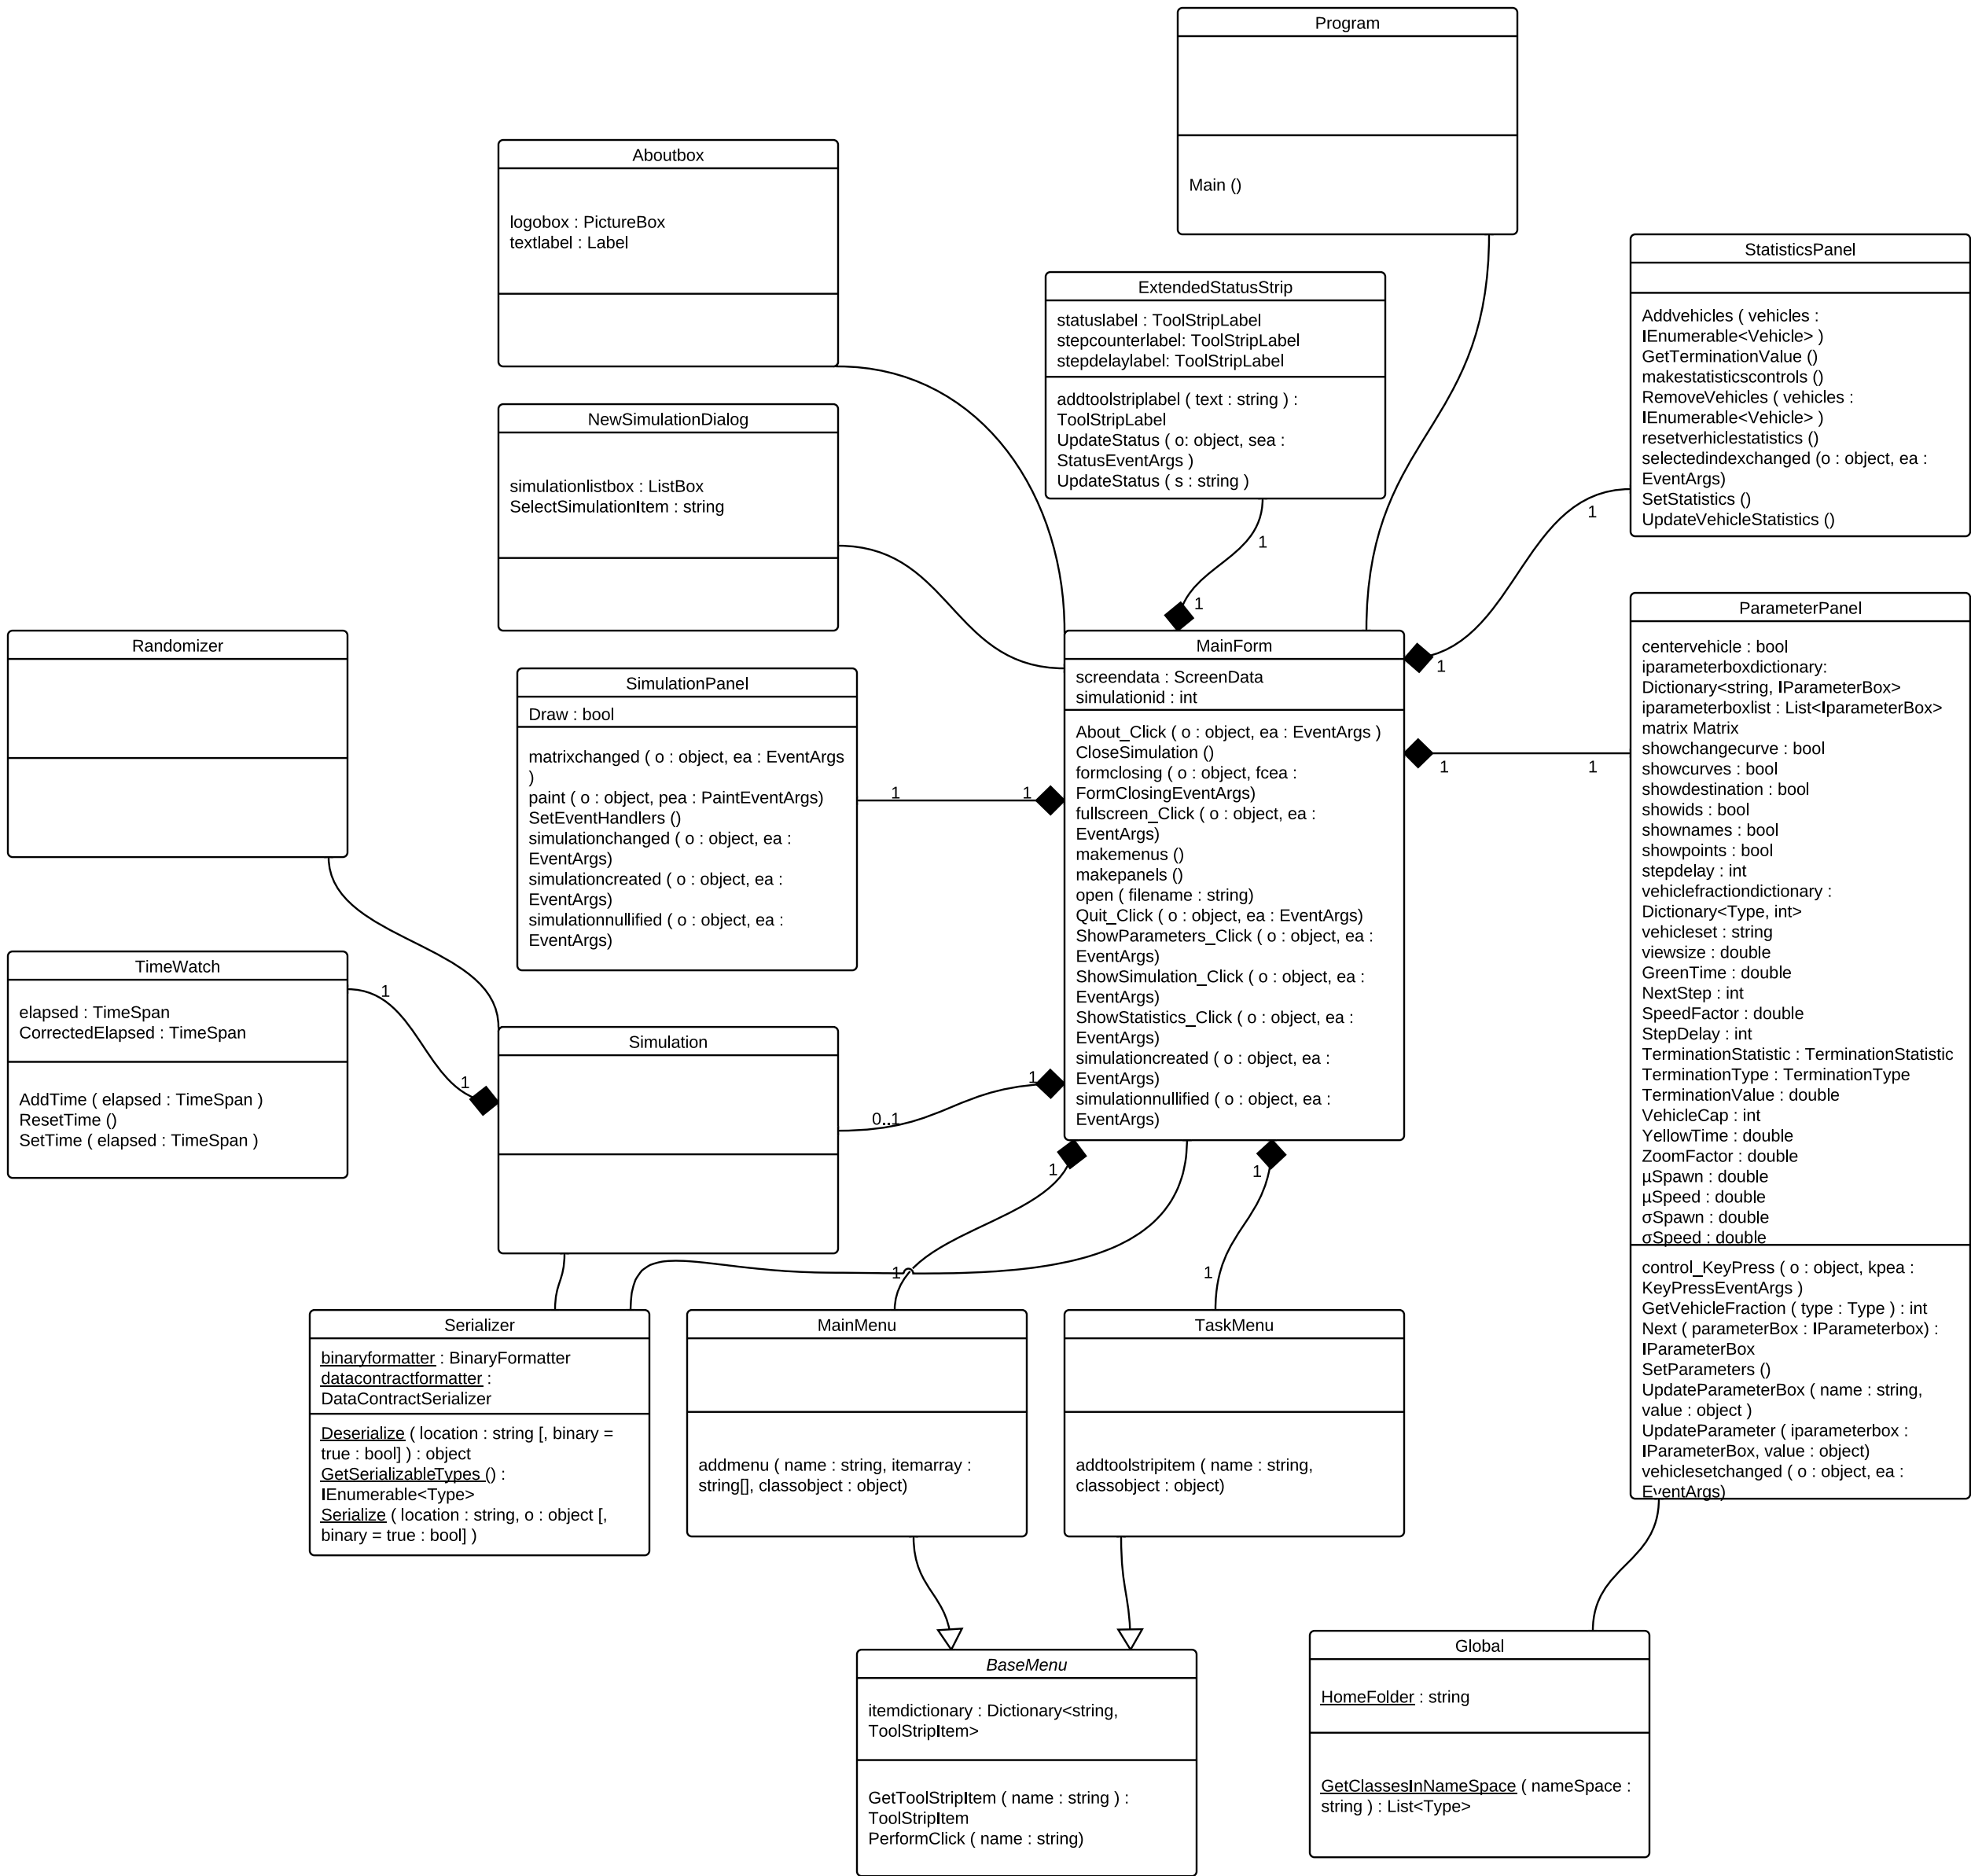 Program
Main ()
Aboutbox
logobox : PictureBox
textlabel : Label
StatisticsPanel
Addvehicles ( vehicles :
IEnumerable<Vehicle> )
GetTerminationValue ()
makestatisticscontrols ()
RemoveVehicles ( vehicles :
IEnumerable<Vehicle> )
resetverhiclestatistics ()
selectedindexchanged (o : object, ea :
EventArgs)
SetStatistics ()
UpdateVehicleStatistics ()
1
1
ExtendedStatusStrip
statuslabel : ToolStripLabel
stepcounterlabel: ToolStripLabel
stepdelaylabel: ToolStripLabel
addtoolstriplabel ( text : string ) :
ToolStripLabel
UpdateStatus ( o: object, sea :
StatusEventArgs )
UpdateStatus ( s : string )
1
1
NewSimulationDialog
simulationlistbox : ListBox
SelectSimulationItem : string
Randomizer
SimulationPanel
Draw : bool
matrixchanged ( o : object, ea : EventArgs
)
paint ( o : object, pea : PaintEventArgs)
SetEventHandlers ()
simulationchanged ( o : object, ea :
EventArgs)
simulationcreated ( o : object, ea :
EventArgs)
simulationnullified ( o : object, ea :
EventArgs)
1
1
MainForm
screendata : ScreenData
simulationid : int
About_Click ( o : object, ea : EventArgs )
CloseSimulation ()
formclosing ( o : object, fcea :
FormClosingEventArgs)
fullscreen_Click ( o : object, ea :
EventArgs)
makemenus ()
makepanels ()
open ( filename : string)
Quit_Click ( o : object, ea : EventArgs)
ShowParameters_Click ( o : object, ea :
EventArgs)
ShowSimulation_Click ( o : object, ea :
EventArgs)
ShowStatistics_Click ( o : object, ea :
EventArgs)
simulationcreated ( o : object, ea :
EventArgs)
simulationnullified ( o : object, ea :
EventArgs)
1
1
ParameterPanel
centervehicle : bool
iparameterboxdictionary:
Dictionary<string, IParameterBox>
iparameterboxlist : List<IparameterBox>
matrix Matrix
showchangecurve : bool
showcurves : bool
showdestination : bool
showids : bool
shownames : bool
showpoints : bool
stepdelay : int
vehiclefractiondictionary :
Dictionary<Type, int>
vehicleset : string
viewsize : double
GreenTime : double
NextStep : int
SpeedFactor : double
StepDelay : int
TerminationStatistic : TerminationStatistic
TerminationType : TerminationType
TerminationValue : double
VehicleCap : int
YellowTime : double
ZoomFactor : double
µSpawn : double
µSpeed : double
σSpawn : double
σSpeed : double
control_KeyPress ( o : object, kpea :
KeyPressEventArgs )
GetVehicleFraction ( type : Type ) : int
Next ( parameterBox : IParameterbox) :
IParameterBox
SetParameters ()
UpdateParameterBox ( name : string,
value : object )
UpdateParameter ( iparameterbox :
IParameterBox, value : object)
vehiclesetchanged ( o : object, ea :
EventArgs)
TimeWatch
elapsed : TimeSpan
CorrectedElapsed : TimeSpan
AddTime ( elapsed : TimeSpan )
ResetTime ()
SetTime ( elapsed : TimeSpan )
1
1
Simulation
0..1
1
1
1
1
1
Serializer
binaryformatter : BinaryFormatter
datacontractformatter :
DataContractSerializer
Deserialize ( location : string [, binary =
true : bool] ) : object
GetSerializableTypes () :
IEnumerable<Type>
Serialize ( location : string, o : object [,
binary = true : bool] )
MainMenu
addmenu ( name : string, itemarray :
string[], classobject : object)
TaskMenu
addtoolstripitem ( name : string,
classobject : object)
BaseMenu
itemdictionary : Dictionary<string,
ToolStripItem>
GetToolStripItem ( name : string ) :
ToolStripItem
PerformClick ( name : string)
Global
HomeFolder : string
GetClassesInNameSpace ( nameSpace :
string ) : List<Type>